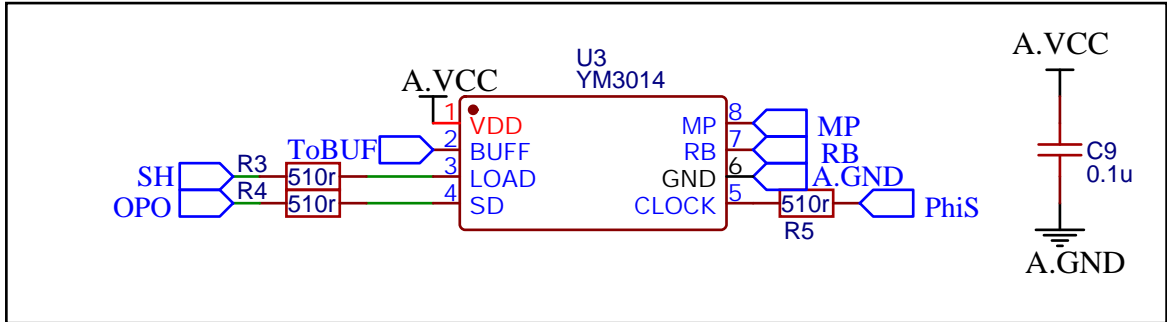 U3
YM3014
A.VCC
1 VDD
2 BUFF
3 LOAD
4 SD
MP 8
RB 7
GND 6
CLOCK 5
ToBUF
SH
R3
510r
OPO
R4
510r
MP
RB
A.GND
510r
R5
PhiS
A.VCC
C9
0.1u
A.GND